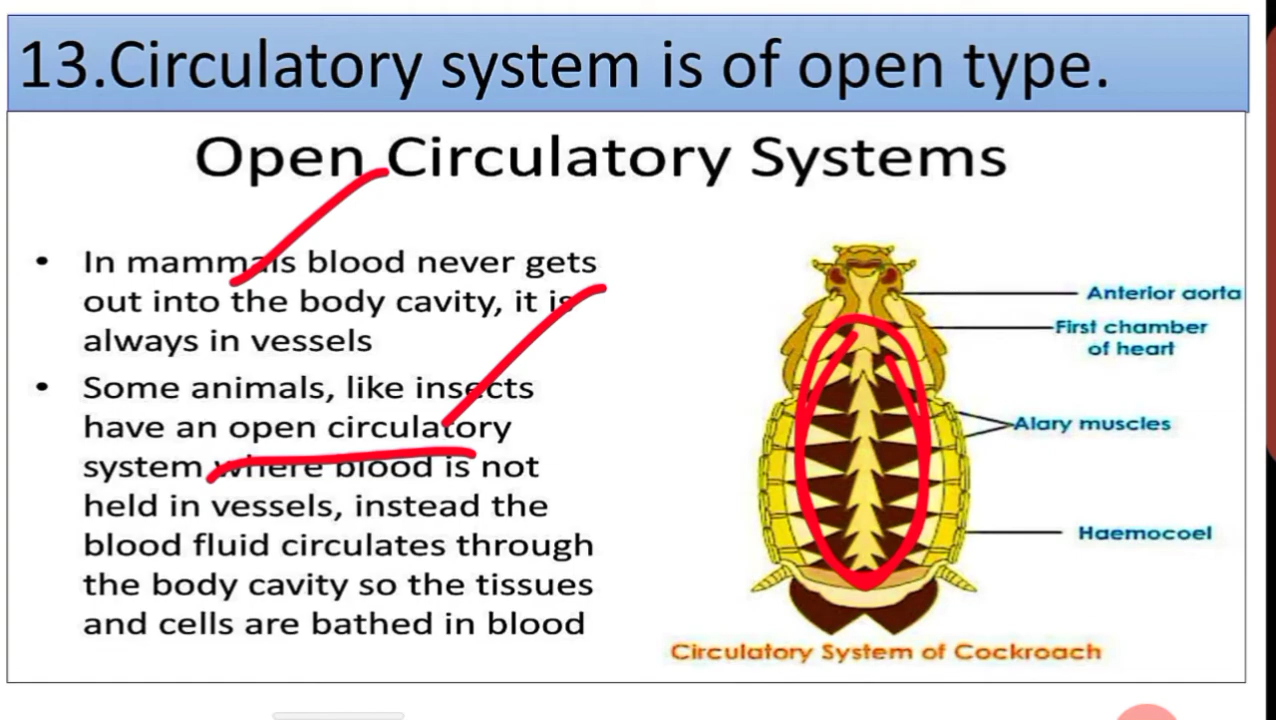 13.Circulatory system is of open type.
Open Circulatory Systems
• In mammals blood never gets
out into the body cavity, it is
always in vessels
• Some animals, like insects
have an open circulatory
system where blood is not
held in vessels, instead the
blood fluid circulates through
the body cavity so the tissues
and cells are bathed in blood
Anterior aorta
First chamber
of heart
Alary muscles
Haemocoel
Circulatory System of Cockroach